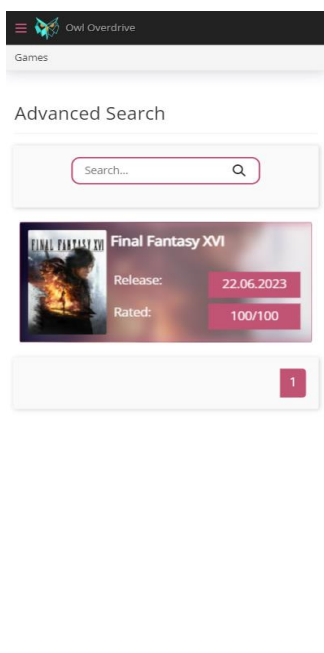 Owl Overdrive
Games
Advanced Search
Search...
FINAL FANTASY XVI
Final Fantasy XVI
Release:
22.06.2023
Rated:
100/100
1